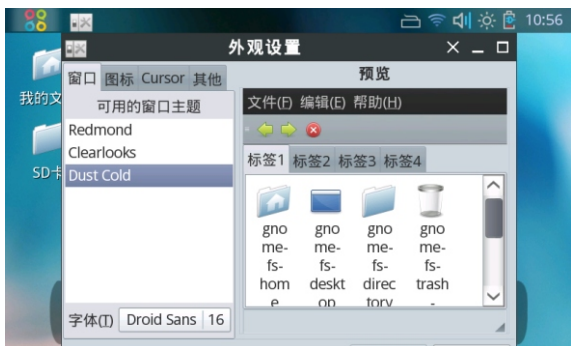 10:56
外观设置
我的文
SD卡
窗口 图标 Cursor 其他
可用的窗口主题
Redmond
Clearlooks
Dust Cold
字体(T) Droid Sans 16
预览
文件(F) 编辑(E) 帮助(H)
标签1 标签2 标签3 标签4
gno
me-
fs-
hom
e
gno
me-
fs-
deskt
op
gno
me-
fs-
direc
tory
gno
me-
fs-
trash
-